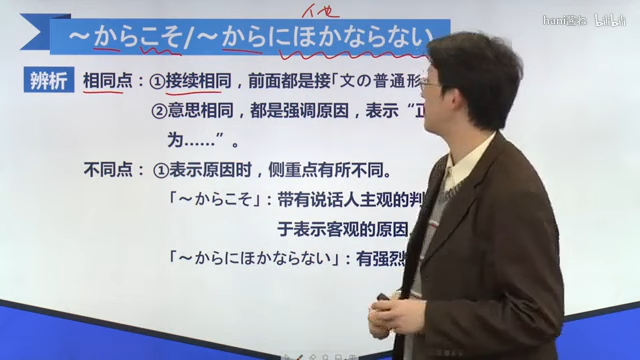 hani酱ね bilibili
他
～からこそ/～からにほかならない
辨析
相同点：①接续相同，前面都是接「文の普通形
②意思相同，都是强调原因，表示“正
为……”。
不同点：①表示原因时，侧重点有所不同。
「～からこそ」：带有说话人主观的判
于表示客观的原因
「～からにほかならない」：有强烈